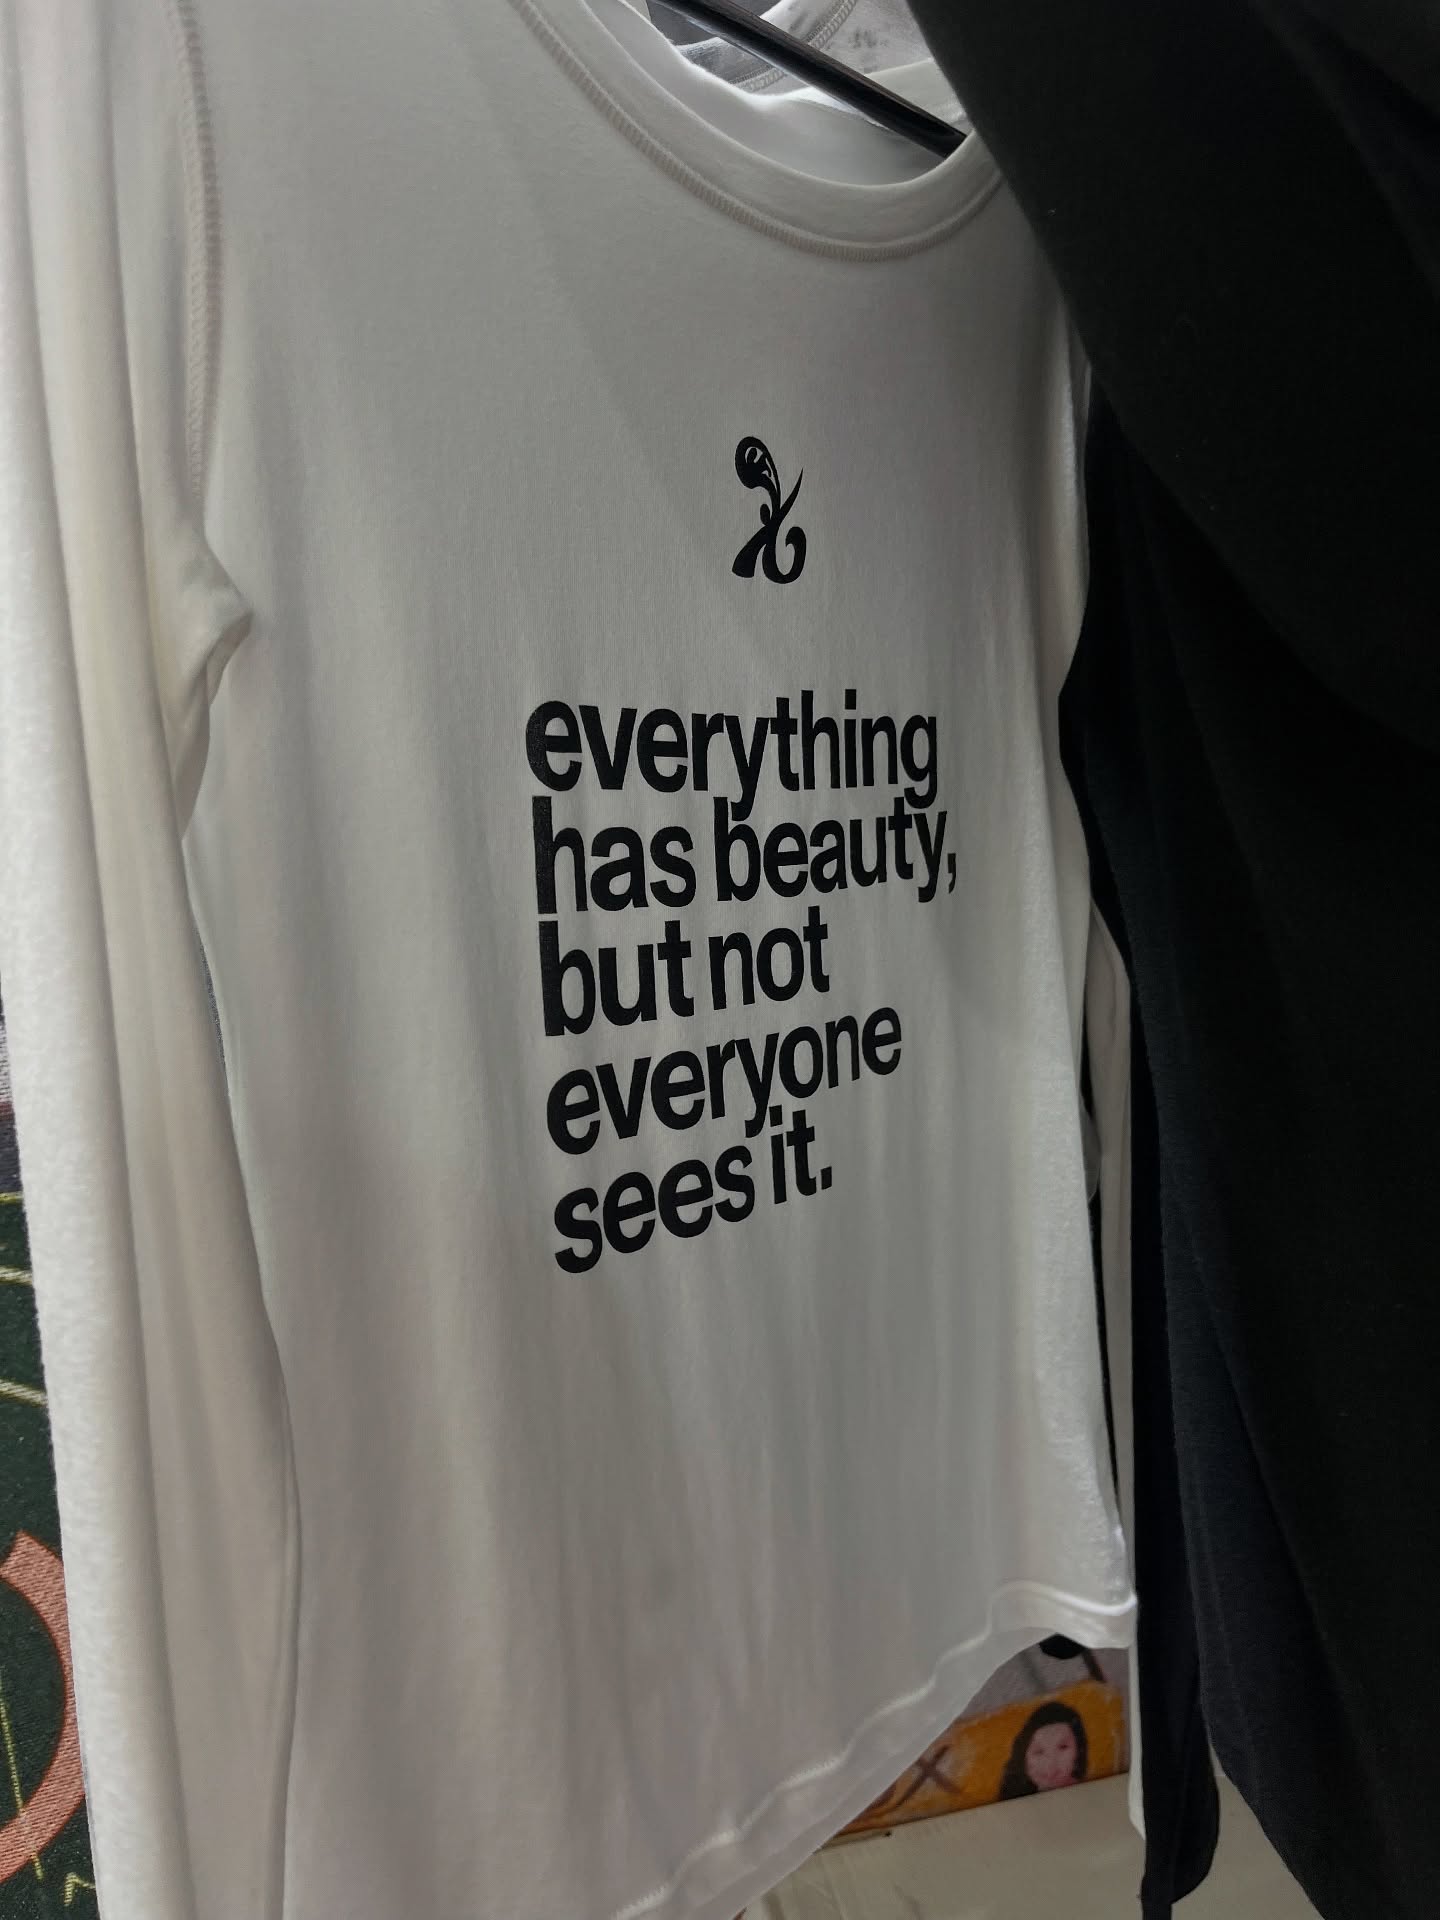 everything
has beauty,
but not
everyone
sees it.